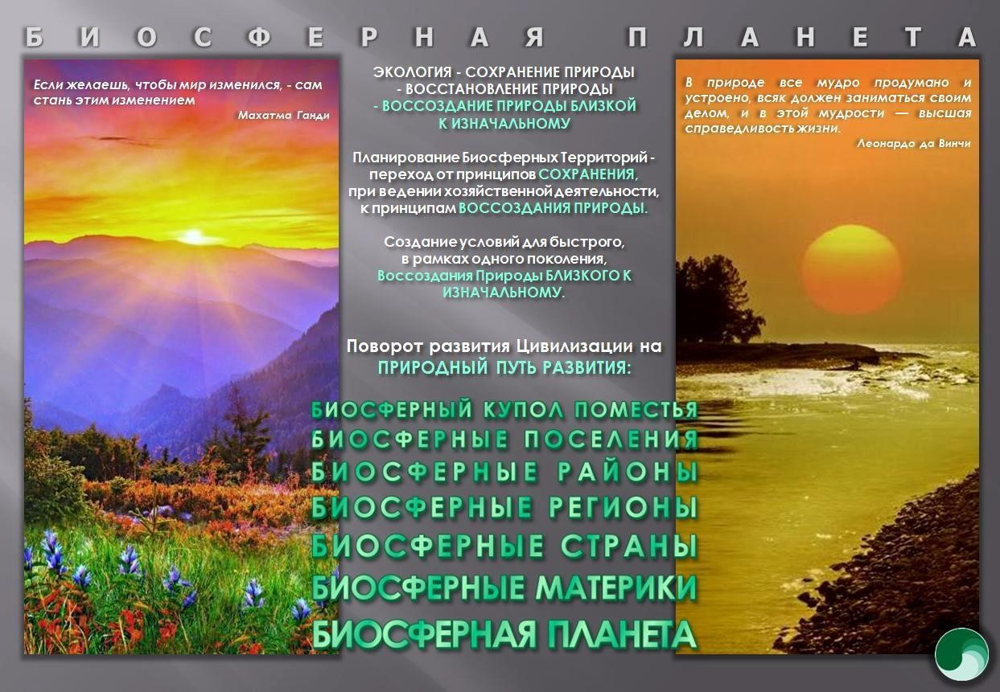 БИОСФЕРНАЯ ПЛАНЕТА
Если желаешь, чтобы мир изменился, - сам
стань этим изменением
Махатма Ганди
ЭКОЛОГИЯ - СОХРАНЕНИЕ ПРИРОДЫ
- ВОССТАНОВЛЕНИЕ ПРИРОДЫ
- ВОССОЗДАНИЕ ПРИРОДЫ БЛИЗКОЙ
К ИЗНАЧАЛЬНОМУ
Планирование Биосферных Территорий -
переход от принципов СОХРАНЕНИЯ,
при ведении хозяйственной деятельности,
к принципам ВОССОЗДАНИЯ ПРИРОДЫ.
Создание условий для быстрого,
в рамках одного поколения,
Воссоздания Природы БЛИЗКОГО К
ИЗНАЧАЛЬНОМУ.
Поворот развития Цивилизации на
ПРИРОДНЫЙ ПУТЬ РАЗВИТИЯ:
БИОСФЕРНЫЙ КУПОЛ ПОМЕСТЬЯ
БИОСФЕРНЫЕ ПОСЕЛЕНИЯ
БИОСФЕРНЫЕ РАЙОНЫ
БИОСФЕРНЫЕ РЕГИОНЫ
БИОСФЕРНЫЕ СТРАНЫ
БИОСФЕРНЫЕ МАТЕРИКИ
БИОСФЕРНАЯ ПЛАНЕТА
В природе все мудро продумано и
устроено, всяк должен заниматься своим
делом, и в этой мудрости — высшая
справедливость жизни.
Леонардо да Винчи